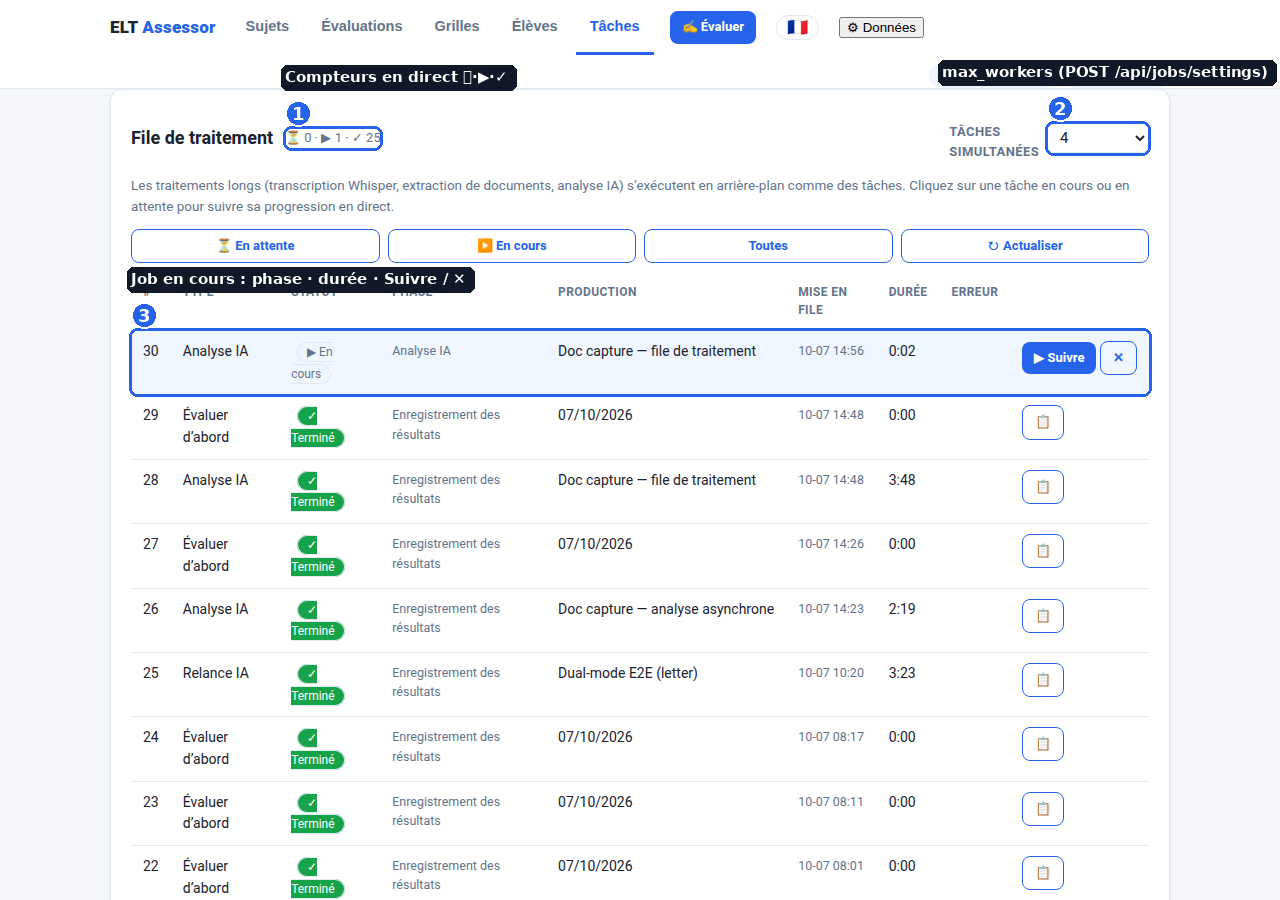 ELT Assessor Sujets Évaluations Grilles Élèves Tâches ✍ Évaluer 🇫🇷 ⚙ Données
Compteurs en direct ▯·▶·✓
max_workers (POST /api/jobs/settings)
1
2
File de traitement ⏳ 0 · ▶ 1 · ✓ 25
TÂCHES
SIMULTANÉES
4
Les traitements longs (transcription Whisper, extraction de documents, analyse IA) s’exécutent en arrière-plan comme des tâches. Cliquez sur une tâche en cours ou en
attente pour suivre sa progression en direct.
⏳ En attente ▶️ En cours Toutes ↻ Actualiser
Job en cours : phase · durée · Suivre / ✕
PRODUCTION MISE EN
FILE DURÉE ERREUR
3
30 Analyse IA ▶ En
cours Analyse IA Doc capture — file de traitement 10-07 14:56 0:02 ▶ Suivre ✕
29 Évaluer
d’abord ✓
Terminé Enregistrement des
résultats 07/10/2026 10-07 14:48 0:00 📋
28 Analyse IA ✓
Terminé Enregistrement des
résultats Doc capture — file de traitement 10-07 14:48 3:48 📋
27 Évaluer
d’abord ✓
Terminé Enregistrement des
résultats 07/10/2026 10-07 14:26 0:00 📋
26 Analyse IA ✓
Terminé Enregistrement des
résultats Doc capture — analyse asynchrone 10-07 14:23 2:19 📋
25 Relance IA ✓
Terminé Enregistrement des
résultats Dual-mode E2E (letter) 10-07 10:20 3:23 📋
24 Évaluer
d’abord ✓
Terminé Enregistrement des
résultats 07/10/2026 10-07 08:17 0:00 📋
23 Évaluer
d’abord ✓
Terminé Enregistrement des
résultats 07/10/2026 10-07 08:11 0:00 📋
22 Évaluer
d’abord ✓
Terminé Enregistrement des
résultats 07/10/2026 10-07 08:01 0:00 📋